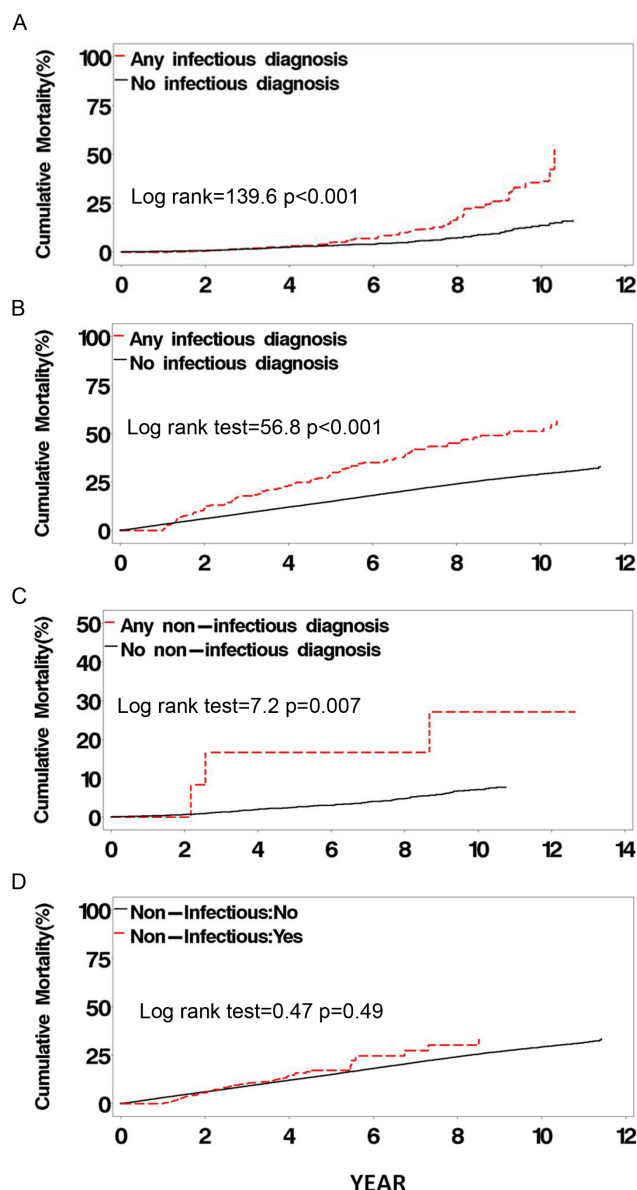 A
Cumulative Mortality(%)
100
75
50
25
0
Any infectious diagnosis
No infectious diagnosis
Log rank=139.6 p<0.001
0 2 4 6 8 10 12
B
Cumulative Mortality(%)
100
75
50
25
0
Any infectious diagnosis
No infectious diagnosis
Log rank test=56.8 p<0.001
0 2 4 6 8 10 12
C
Cumulative Mortality(%)
50
40
30
20
10
0
Any non-infectious diagnosis
No non-infectious diagnosis
Log rank test=7.2 p=0.007
0 2 4 6 8 10 12 14
D
Cumulative Mortality(%)
100
75
50
25
0
Non-Infectious:No
Non-Infectious:Yes
Log rank test=0.47 p=0.49
0 2 4 6 8 10 12
YEAR